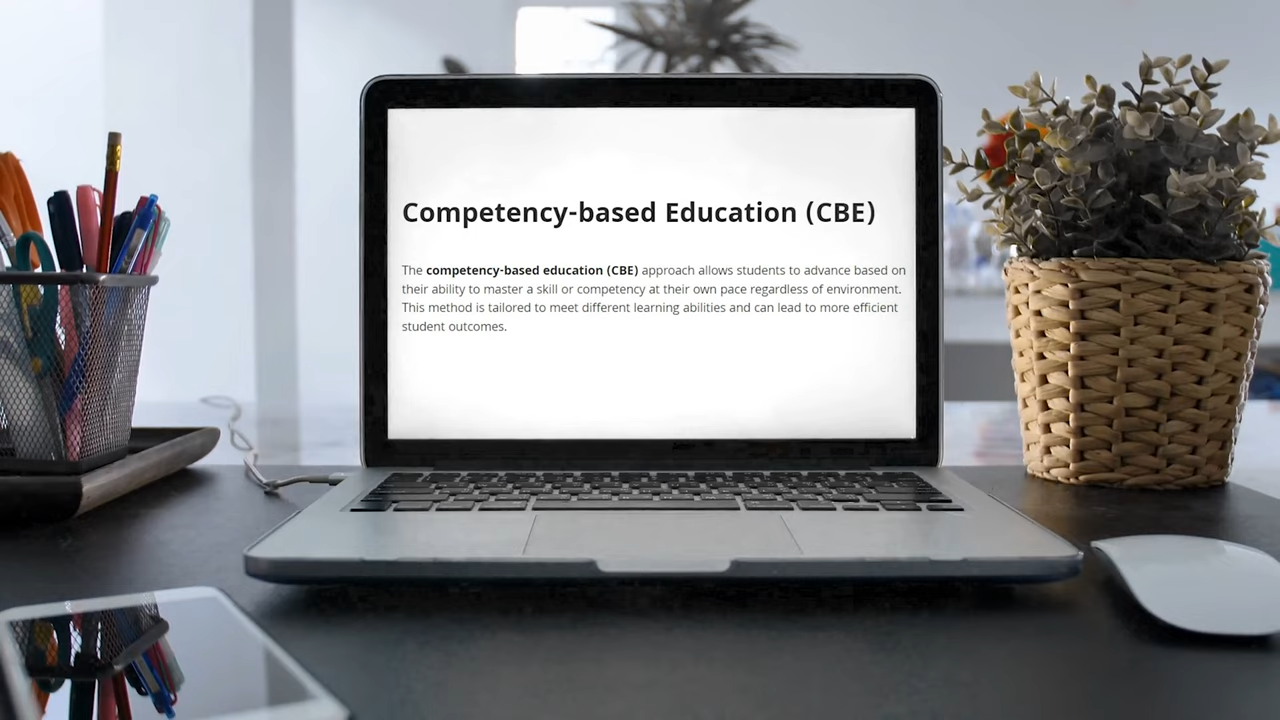 Competency-based Education (CBE)
The competency-based education (CBE) approach allows students to advance based on
their ability to master a skill or competency at their own pace regardless of environment.
This method is tailored to meet different learning abilities and can lead to more efficient
student outcomes.